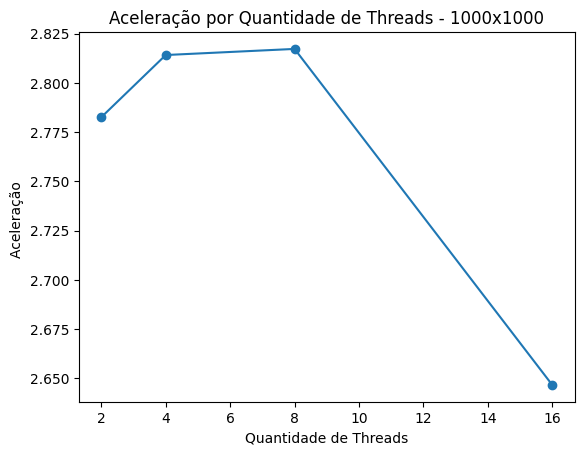 Aceleração por Quantidade de Threads - 1000x1000
2.825
2.800
2.775
2.750
2.725
2.700
2.675
2.650
Aceleração
2 4 6 8 10 12 14 16
Quantidade de Threads